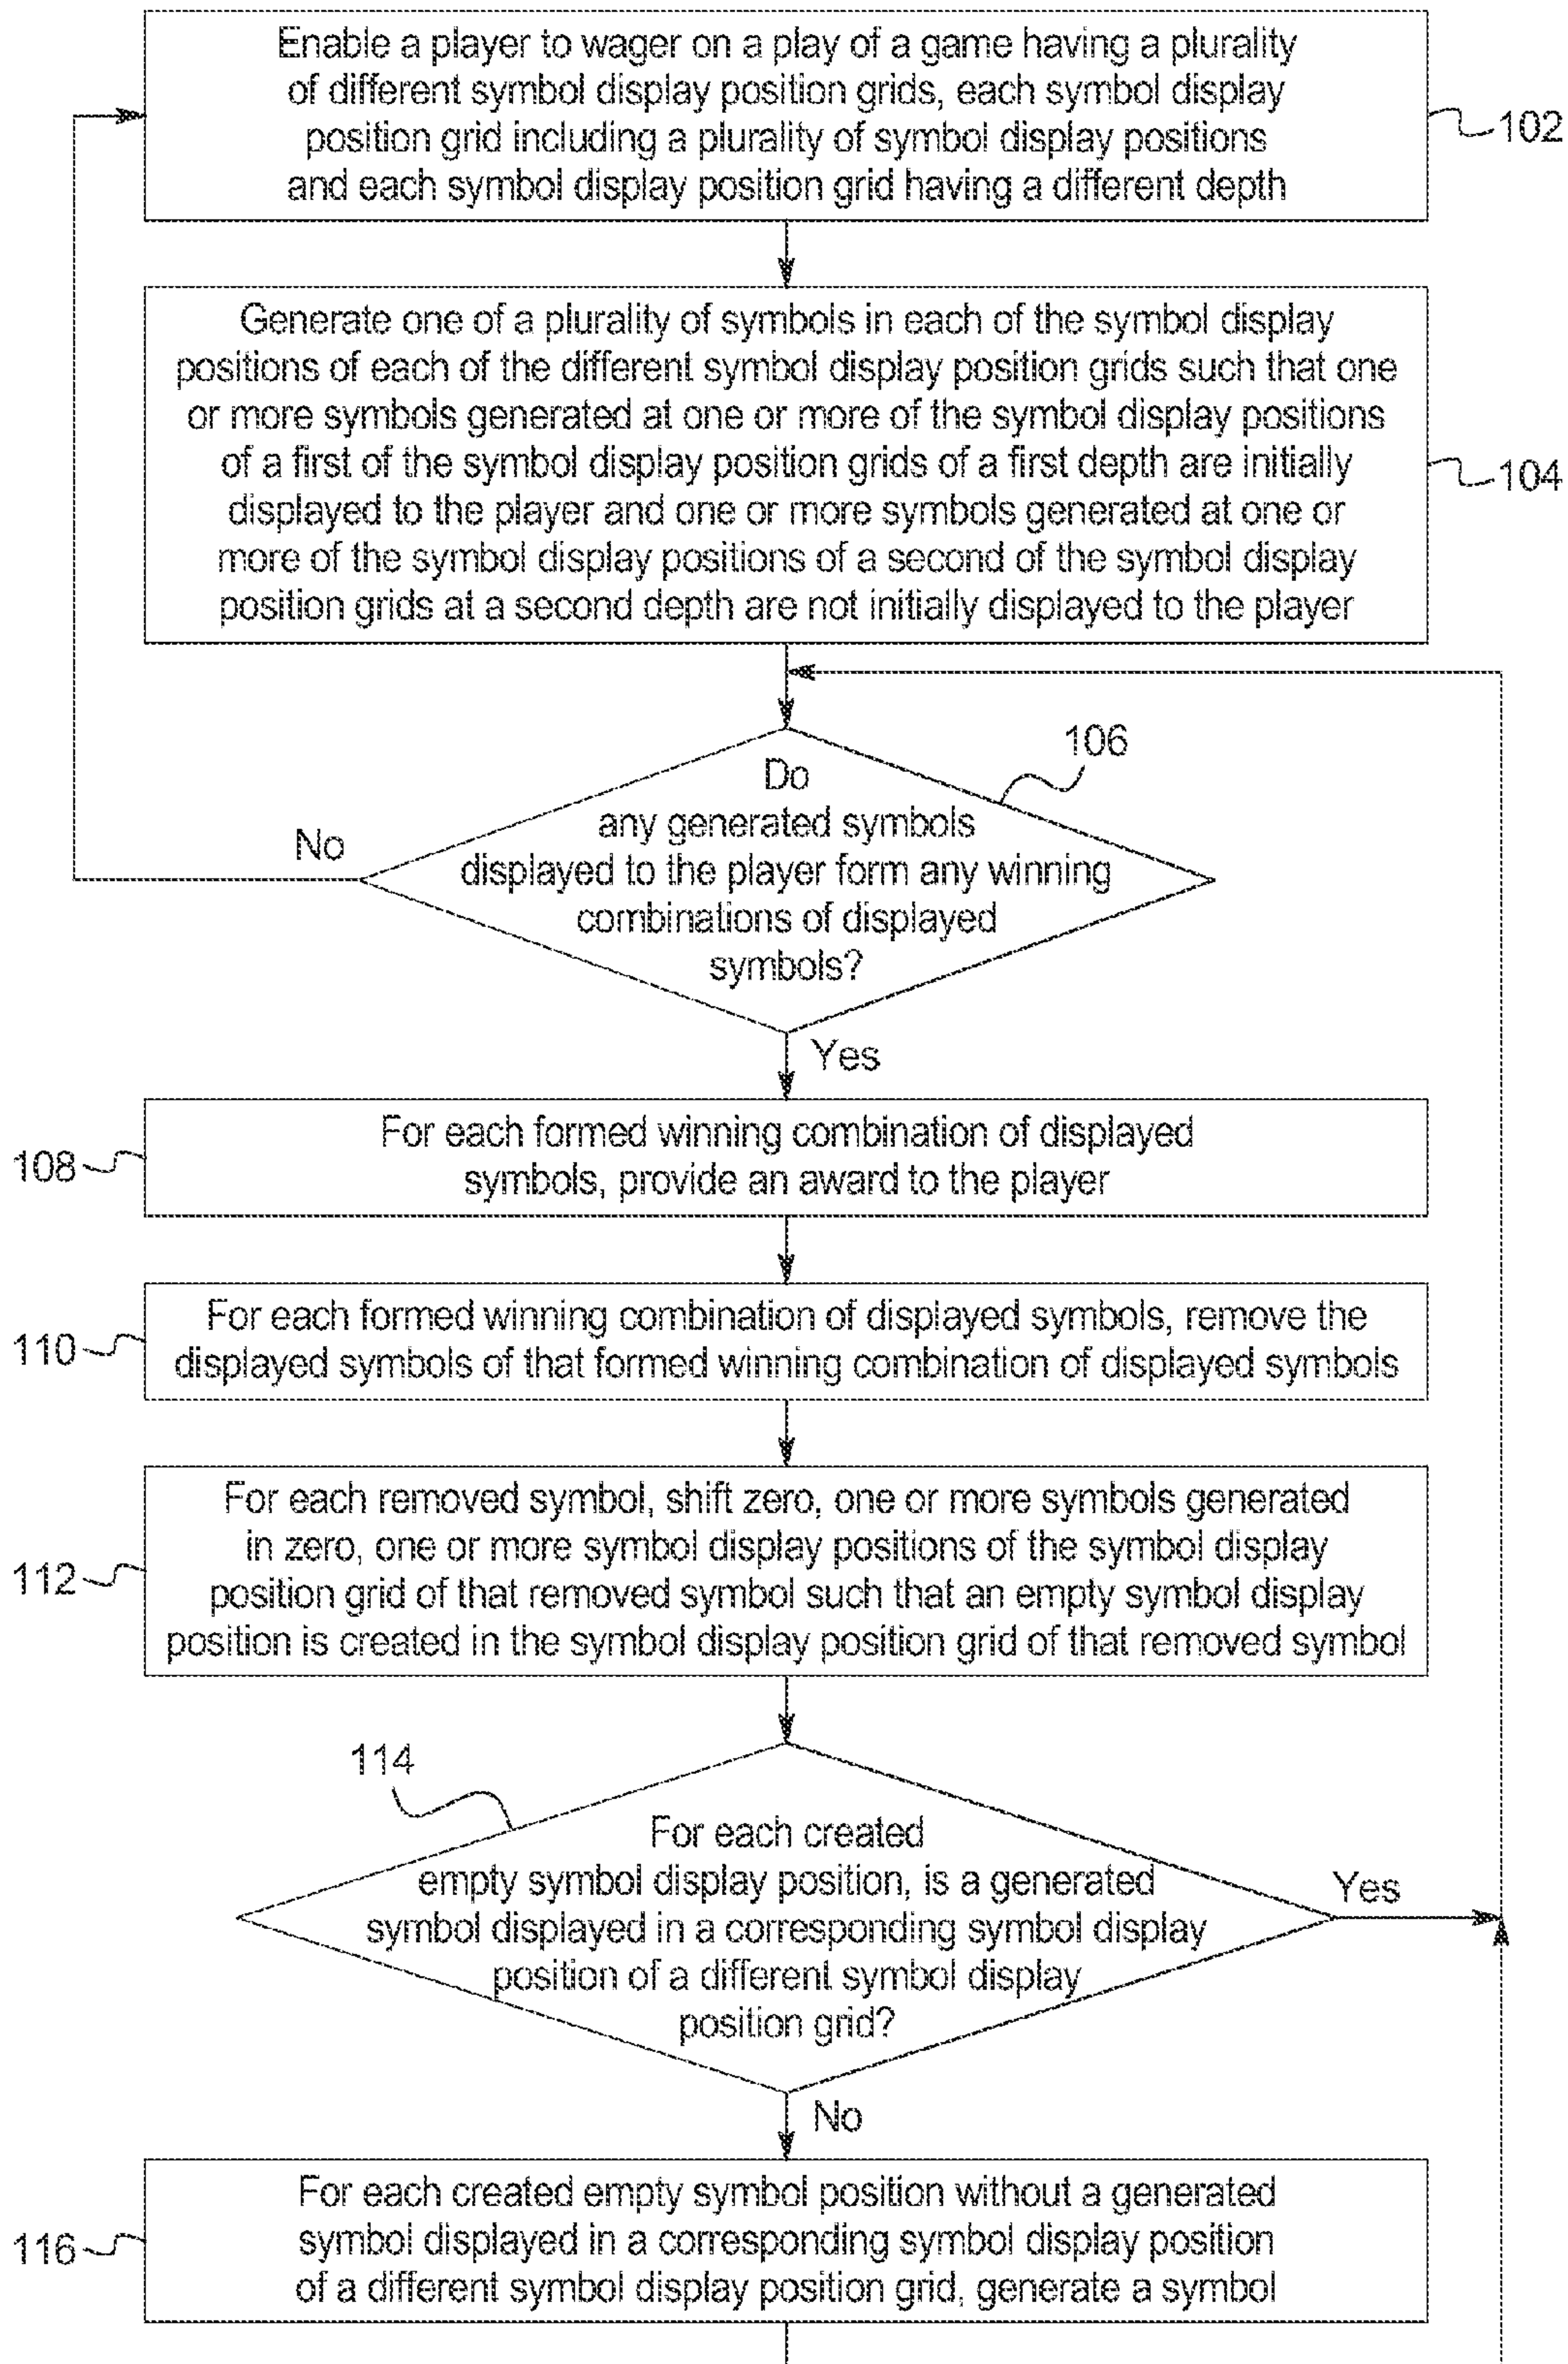 Enable a player to wager on a play of a game having a plurality
of different symbol display position grids, each symbol display
position grid including a plurality of symbol display positions
and each symbol display position grid having a different depth
102
Generate one of a plurality of symbols in each of the symbol display
positions of each of the different symbol display position grids such that one
or more symbols generated at one or more of the symbol display positions
of a first of the symbol display position grids of a first depth are initially
displayed to the player and one or more symbols generated at one or
more of the symbol display positions of a second of the symbol display
position grids at a second depth are not initially displayed to the player
104
106
Do
any generated symbols
displayed to the player form any winning
combinations of displayed
symbols?
No
Yes
For each formed winning combination of displayed
symbols, provide an award to the player
108
For each formed winning combination of displayed symbols, remove the
displayed symbols of that formed winning combination of displayed symbols
110
For each removed symbol, shift zero, one or more symbols generated
in zero, one or more symbol display positions of the symbol display
position grid of that removed symbol such that an empty symbol display
position is created in the symbol display position grid of that removed symbol
112
114
For each created
empty symbol display position, is a generated
symbol displayed in a corresponding symbol display
position of a different symbol display
position grid?
Yes
No
For each created empty symbol position without a generated
symbol displayed in a corresponding symbol display position
of a different symbol display position grid, generate a symbol
116